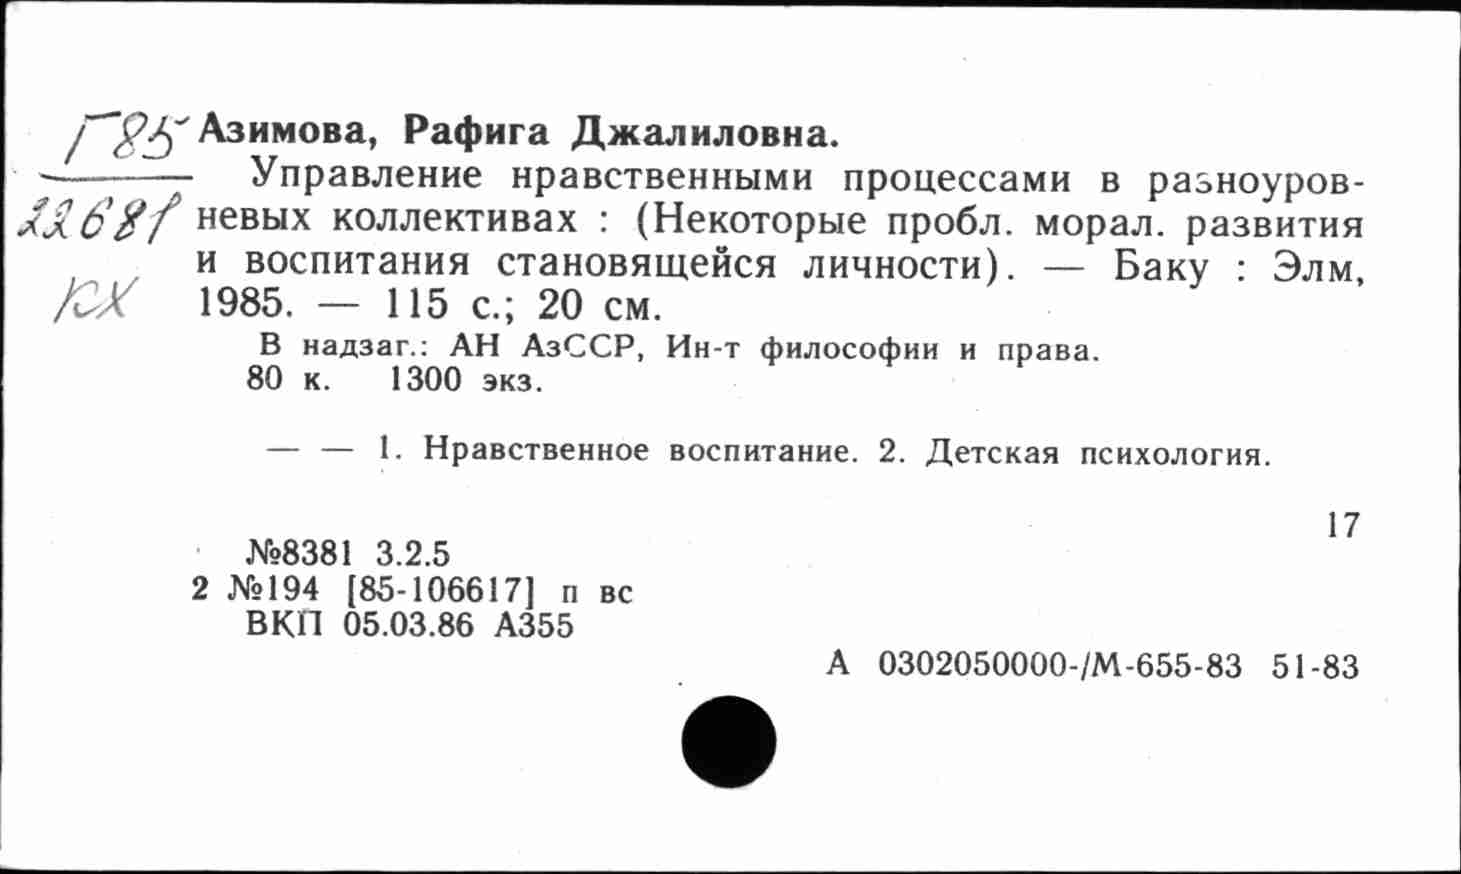 Г85
22681
КХ
Азимова, Рафига Джалиловна.
Управление нравственными процессами в разноуров-
невых коллективах : (Некоторые пробл. морал. развития
и воспитания становящейся личности). — Баку : Элм,
1985. — 115 с.; 20 см.
В надзаг.: АН АзССР, Ин-т философии и права.
80 к. 1300 экз.
— — 1. Нравственное воспитание. 2. Детская психология.
17
№8381 3.2.5
2 №194 [85-106617] п вс
ВКП 05.03.86 А355
А 0302050000-/М-655-83 51-83